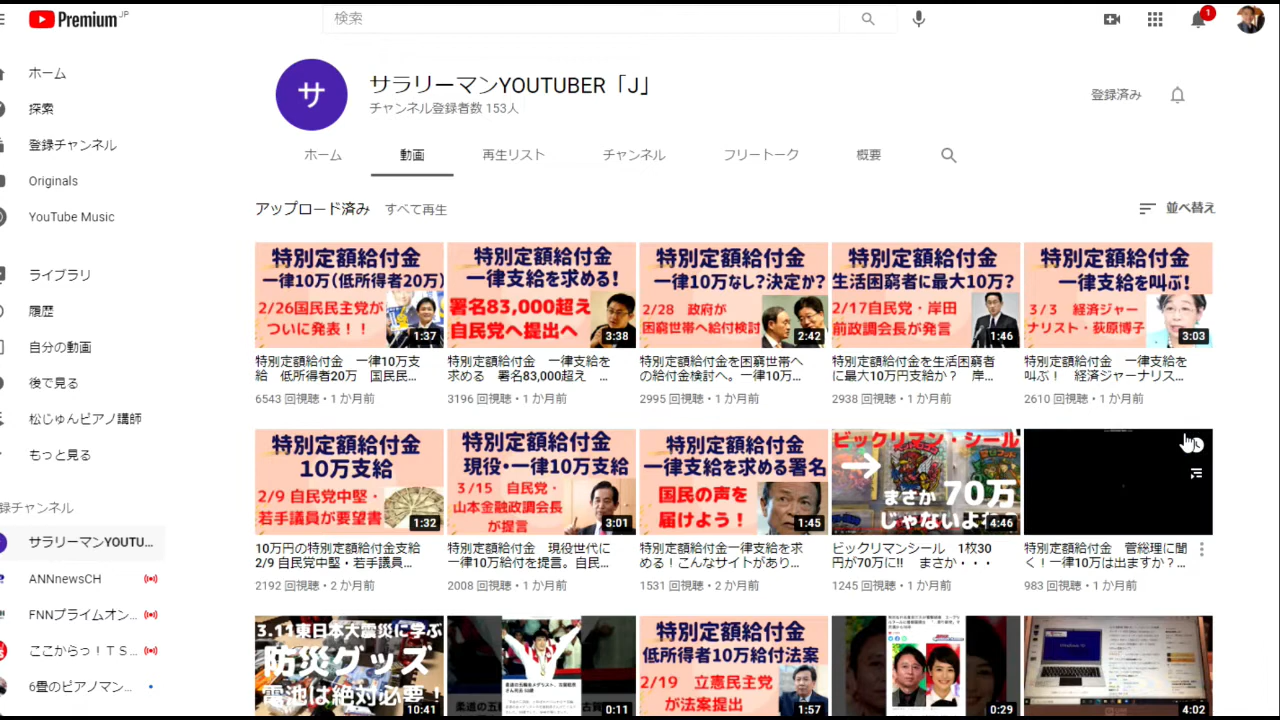 Premium JP
検索
1
ホーム
探索
登録チャンネル
Originals
YouTube Music
ライブラリ
履歴
自分の動画
後で見る
松じゅんピアノ講師
もっと見る
録チャンネル
サラリーマンYOUTU...
ANNnewsCH
FNNプライムオン...
ここからっ！ＴＳ...
6畳のピアノマン...
サ
サラリーマンYOUTUBER「J」
チャンネル登録者数 153人
登録済み
ホーム
動画
再生リスト
チャンネル
フリートーク
概要
アップロード済み
すべて再生
並べ替え
特別定額給付金
一律10万(低所得者20万)
2/26国民民主党が
ついに発表！！
1:37
特別定額給付金　一律10万支
給　低所得者20万　国民民...
6543 回視聴・1 か月前
特別定額給付金
一律支給を求める!
署名83,000超え
自民党へ提出へ
3:38
特別定額給付金　一律支給を
求める　署名83,000超え　...
3196 回視聴・1 か月前
特別定額給付金
一律10万なし?決定か?
2/28　政府が
困窮世帯へ給付検討
2:42
特別定額給付金を困窮世帯へ
の給付金検討へ。一律10万...
2995 回視聴・1 か月前
特別定額給付金
生活困窮者に最大10万?
2/17自民党・岸田
前政調会長が発言
1:46
特別定額給付金を生活困窮者
に最大10万円支給か？　岸...
2938 回視聴・1 か月前
特別定額給付金
一律支給を叫ぶ!
3/3　経済ジャー
ナリスト・荻原博子
3:03
特別定額給付金　一律支給を
叫ぶ！　経済ジャーナリス...
2610 回視聴・1 か月前
特別定額給付金
10万支給
2/9 自民党中堅・
若手議員が要望書
1:32
10万円の特別定額給付金支給
2/9 自民党中堅・若手議員...
2192 回視聴・2 か月前
特別定額給付金
現役・一律10万支給
3/15　自民党・
山本金融政調会長
が提言
3:01
特別定額給付金　現役世代に
一律10万給付を提言。自民...
2008 回視聴・1 か月前
特別定額給付金
一律支給を求める署名
国民の声を
届けよう！
1:45
特別定額給付金一律支給を求
める！こんなサイトがあり...
1531 回視聴・2 か月前
ビックリマン・シール
まさか 70万
じゃないよね
4:46
ビックリマンシール　1枚30
円が70万に!!　まさか・・・
1245 回視聴・1 か月前
特別定額給付金　菅総理に聞
く！一律10万は出ますか？...
983 回視聴・1 か月前
3.11東日本大震災に学ぶ
防災グッズ
電池は絶対必要!!
10:41
0:11
特別定額給付金
低所得者10万給付法案
2/19　立憲民主党
が法案提出
1:57
0:29
4:02